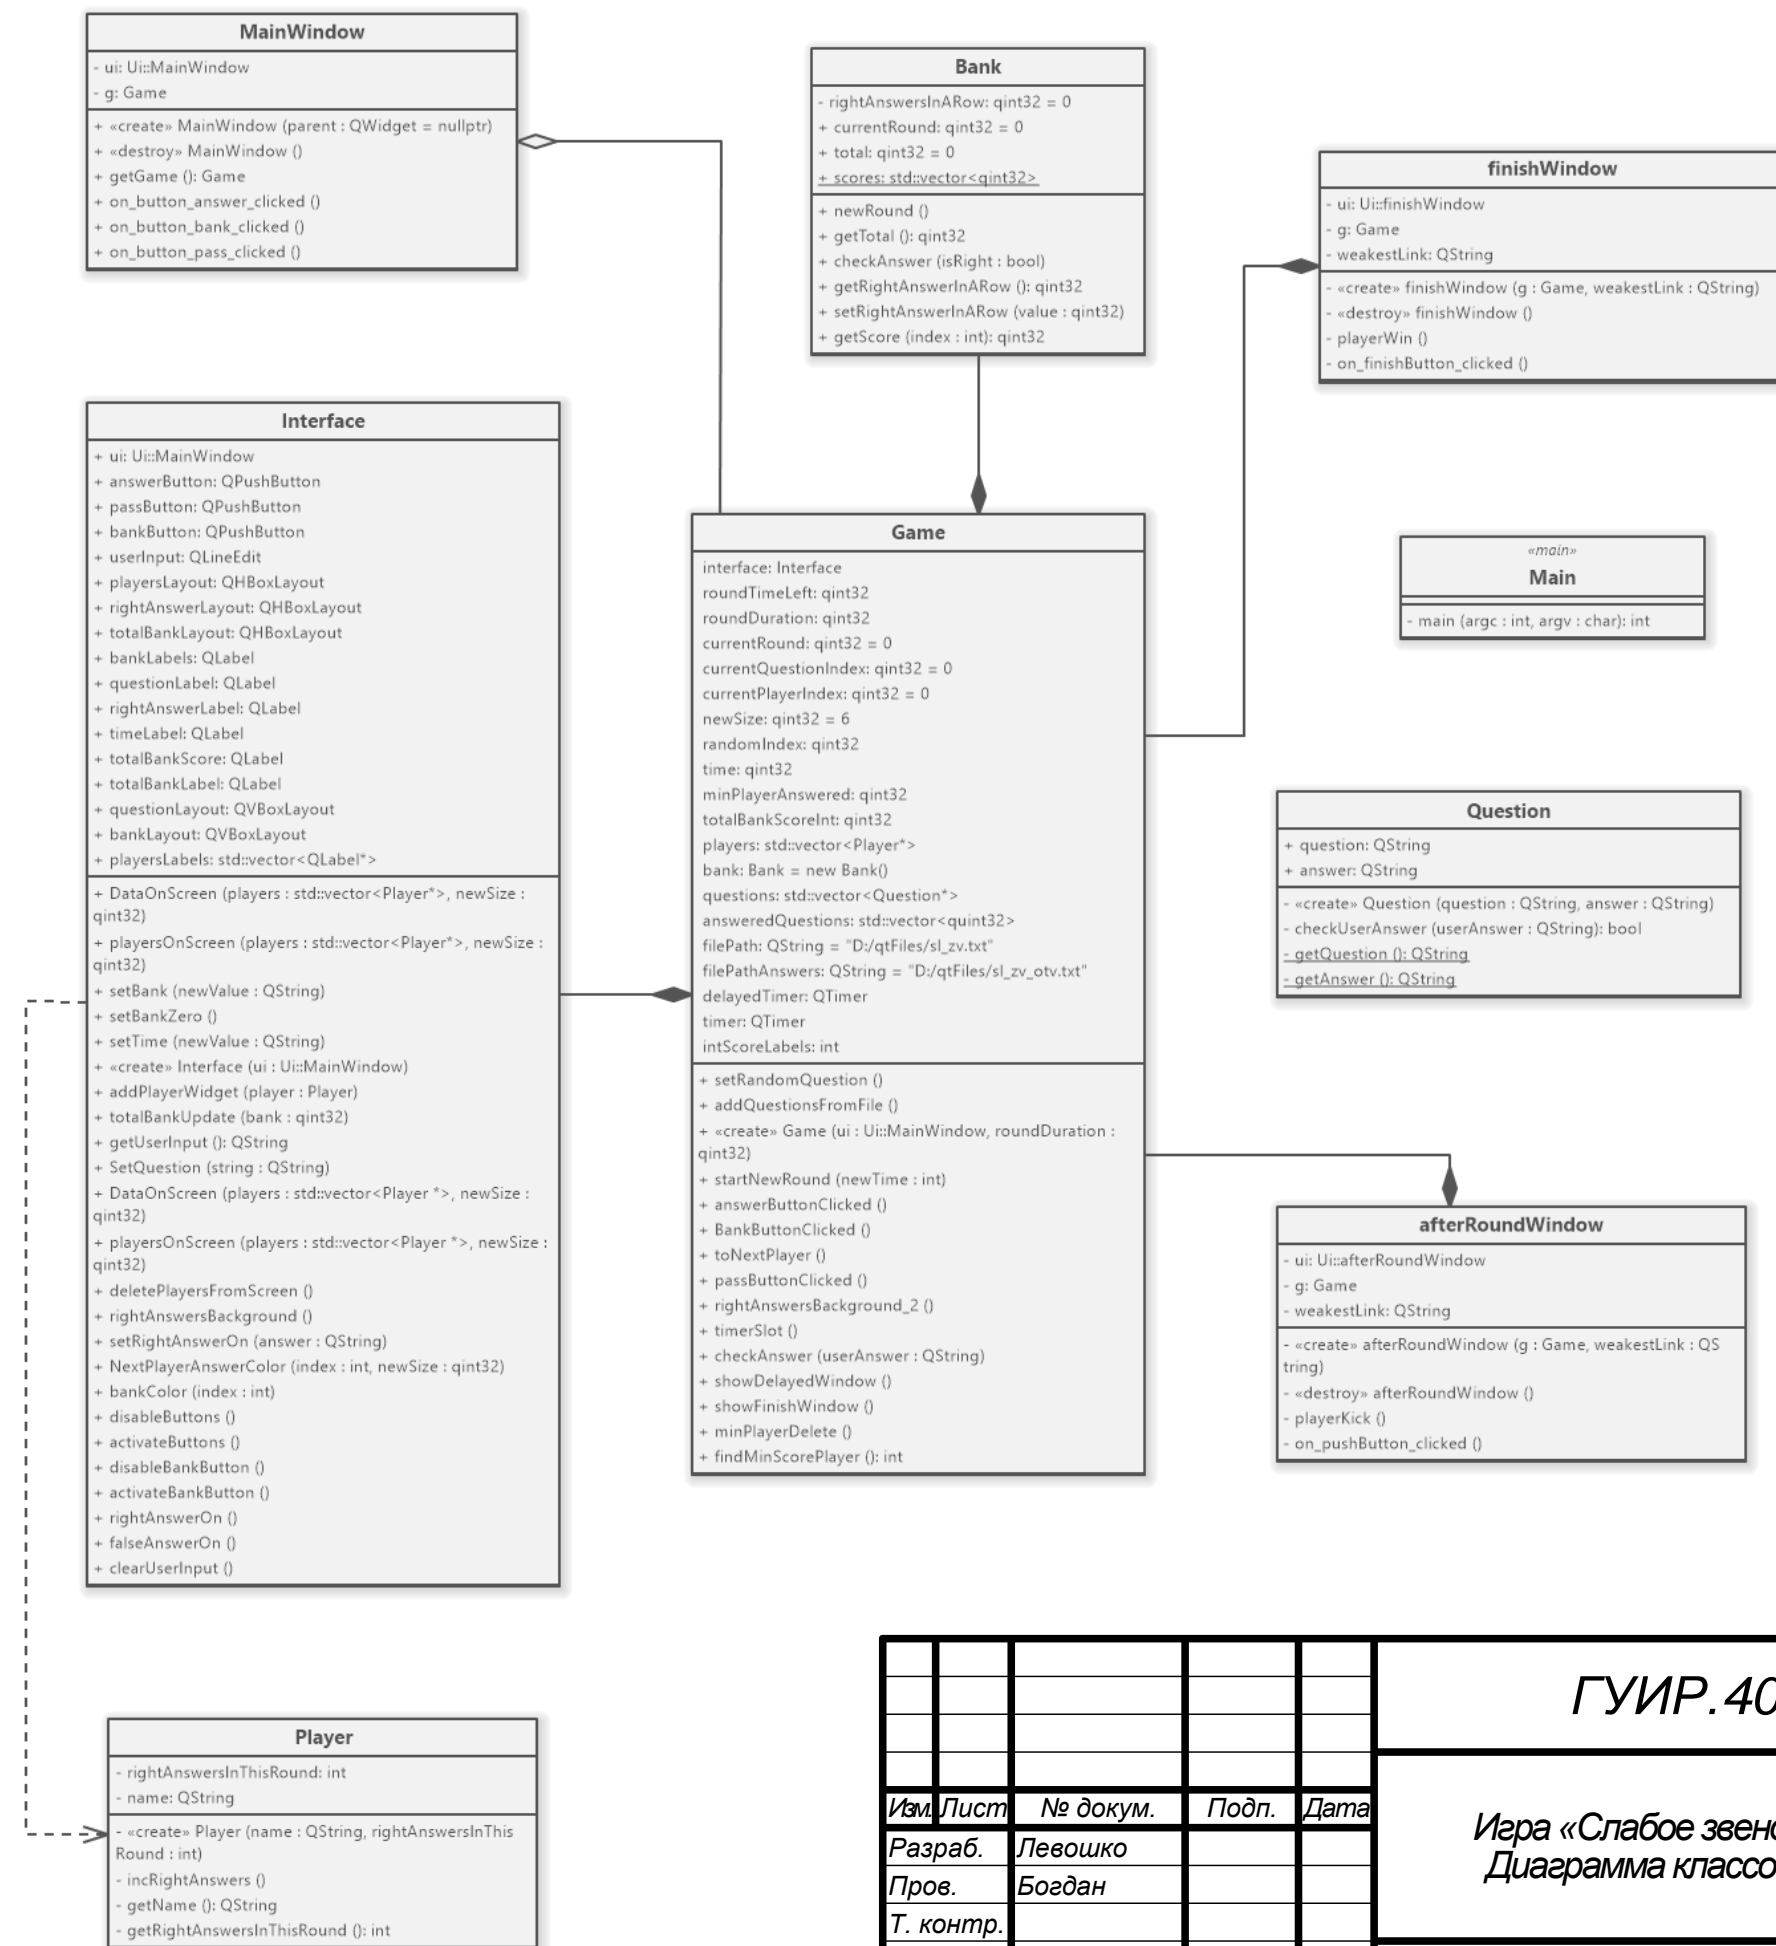 MainWindow
- ui: Ui::MainWindow
- g: Game
+ «create» MainWindow (parent : QWidget = nullptr)
+ «destroy» MainWindow ()
+ getGame (): Game
+ on_button_answer_clicked ()
+ on_button_bank_clicked ()
+ on_button_pass_clicked ()
Bank
- rightAnswersInARow: qint32 = 0
+ currentRound: qint32 = 0
+ total: qint32 = 0
+ scores: std::vector<qint32>
+ newRound ()
+ getTotal (): qint32
+ checkAnswer (isRight : bool)
+ getRightAnswerInARow (): qint32
+ setRightAnswerInARow (value : qint32)
+ getScore (index : int): qint32
finishWindow
- ui: Ui::finishWindow
- g: Game
- weakestLink: QString
- «create» finishWindow (g : Game, weakestLink : QString)
- «destroy» finishWindow ()
- playerWin ()
- on_finishButton_clicked ()
Interface
+ ui: Ui::MainWindow
+ answerButton: QPushButton
+ passButton: QPushButton
+ bankButton: QPushButton
+ userInput: QLineEdit
+ playersLayout: QHBoxLayout
+ rightAnswerLayout: QHBoxLayout
+ totalBankLayout: QHBoxLayout
+ bankLabels: QLabel
+ questionLabel: QLabel
+ rightAnswerLabel: QLabel
+ timeLabel: QLabel
+ totalBankScore: QLabel
+ totalBankLabel: QLabel
+ questionLayout: QVBoxLayout
+ bankLayout: QVBoxLayout
+ playersLabels: std::vector<QLabel*>
+ DataOnScreen (players : std::vector<Player*>, newSize :
qint32)
+ playersOnScreen (players : std::vector<Player*>, newSize :
qint32)
+ setBank (newValue : QString)
+ setBankZero ()
+ setTime (newValue : QString)
+ «create» Interface (ui : Ui::MainWindow)
+ addPlayerWidget (player : Player)
+ totalBankUpdate (bank : qint32)
+ getUserInput (): QString
+ SetQuestion (string : QString)
+ DataOnScreen (players : std::vector<Player *>, newSize :
qint32)
+ playersOnScreen (players : std::vector<Player *>, newSize :
qint32)
+ deletePlayersFromScreen ()
+ rightAnswersBackground ()
+ setRightAnswerOn (answer : QString)
+ NextPlayerAnswerColor (index : int, newSize : qint32)
+ bankColor (index : int)
+ disableButtons ()
+ activateButtons ()
+ disableBankButton ()
+ activateBankButton ()
+ rightAnswerOn ()
+ falseAnswerOn ()
+ clearUserInput ()
Game
interface: Interface
roundTimeLeft: qint32
roundDuration: qint32
currentRound: qint32 = 0
currentQuestionIndex: qint32 = 0
currentPlayerIndex: qint32 = 0
newSize: qint32 = 6
randomIndex: qint32
time: qint32
minPlayerAnswered: qint32
totalBankScoreInt: qint32
players: std::vector<Player*>
bank: Bank = new Bank()
questions: std::vector<Question*>
answeredQuestions: std::vector<quint32>
filePath: QString = "D:/qtFiles/sl_zv.txt"
filePathAnswers: QString = "D:/qtFiles/sl_zv_otv.txt"
delayedTimer: QTimer
timer: QTimer
intScoreLabels: int
+ setRandomQuestion ()
+ addQuestionsFromFile ()
+ «create» Game (ui : Ui::MainWindow, roundDuration :
qint32)
+ startNewRound (newTime : int)
+ answerButtonClicked ()
+ BankButtonClicked ()
+ toNextPlayer ()
+ passButtonClicked ()
+ rightAnswersBackground_2 ()
+ timerSlot ()
+ checkAnswer (userAnswer : QString)
+ showDelayedWindow ()
+ showFinishWindow ()
+ minPlayerDelete ()
+ findMinScorePlayer (): int
«main»
Main
- main (argc : int, argv : char): int
Question
+ question: QString
+ answer: QString
- «create» Question (question : QString, answer : QString)
- checkUserAnswer (userAnswer : QString): bool
- getQuestion (): QString
- getAnswer (): QString
afterRoundWindow
- ui: Ui::afterRoundWindow
- g: Game
- weakestLink: QString
- «create» afterRoundWindow (g : Game, weakestLink : QS
tring)
- «destroy» afterRoundWindow ()
- playerKick ()
- on_pushButton_clicked ()
Player
- rightAnswersInThisRound: int
- name: QString
- «create» Player (name : QString, rightAnswersInThis
Round : int)
- incRightAnswers ()
- getName (): QString
- getRightAnswersInThisRound (): int
ГУИР.40
Изм. Лист № докум. Подп. Дата
Разраб. Левошко
Пров. Богдан
Т. контр.
Игра «Слабое звено
Диаграмма классо